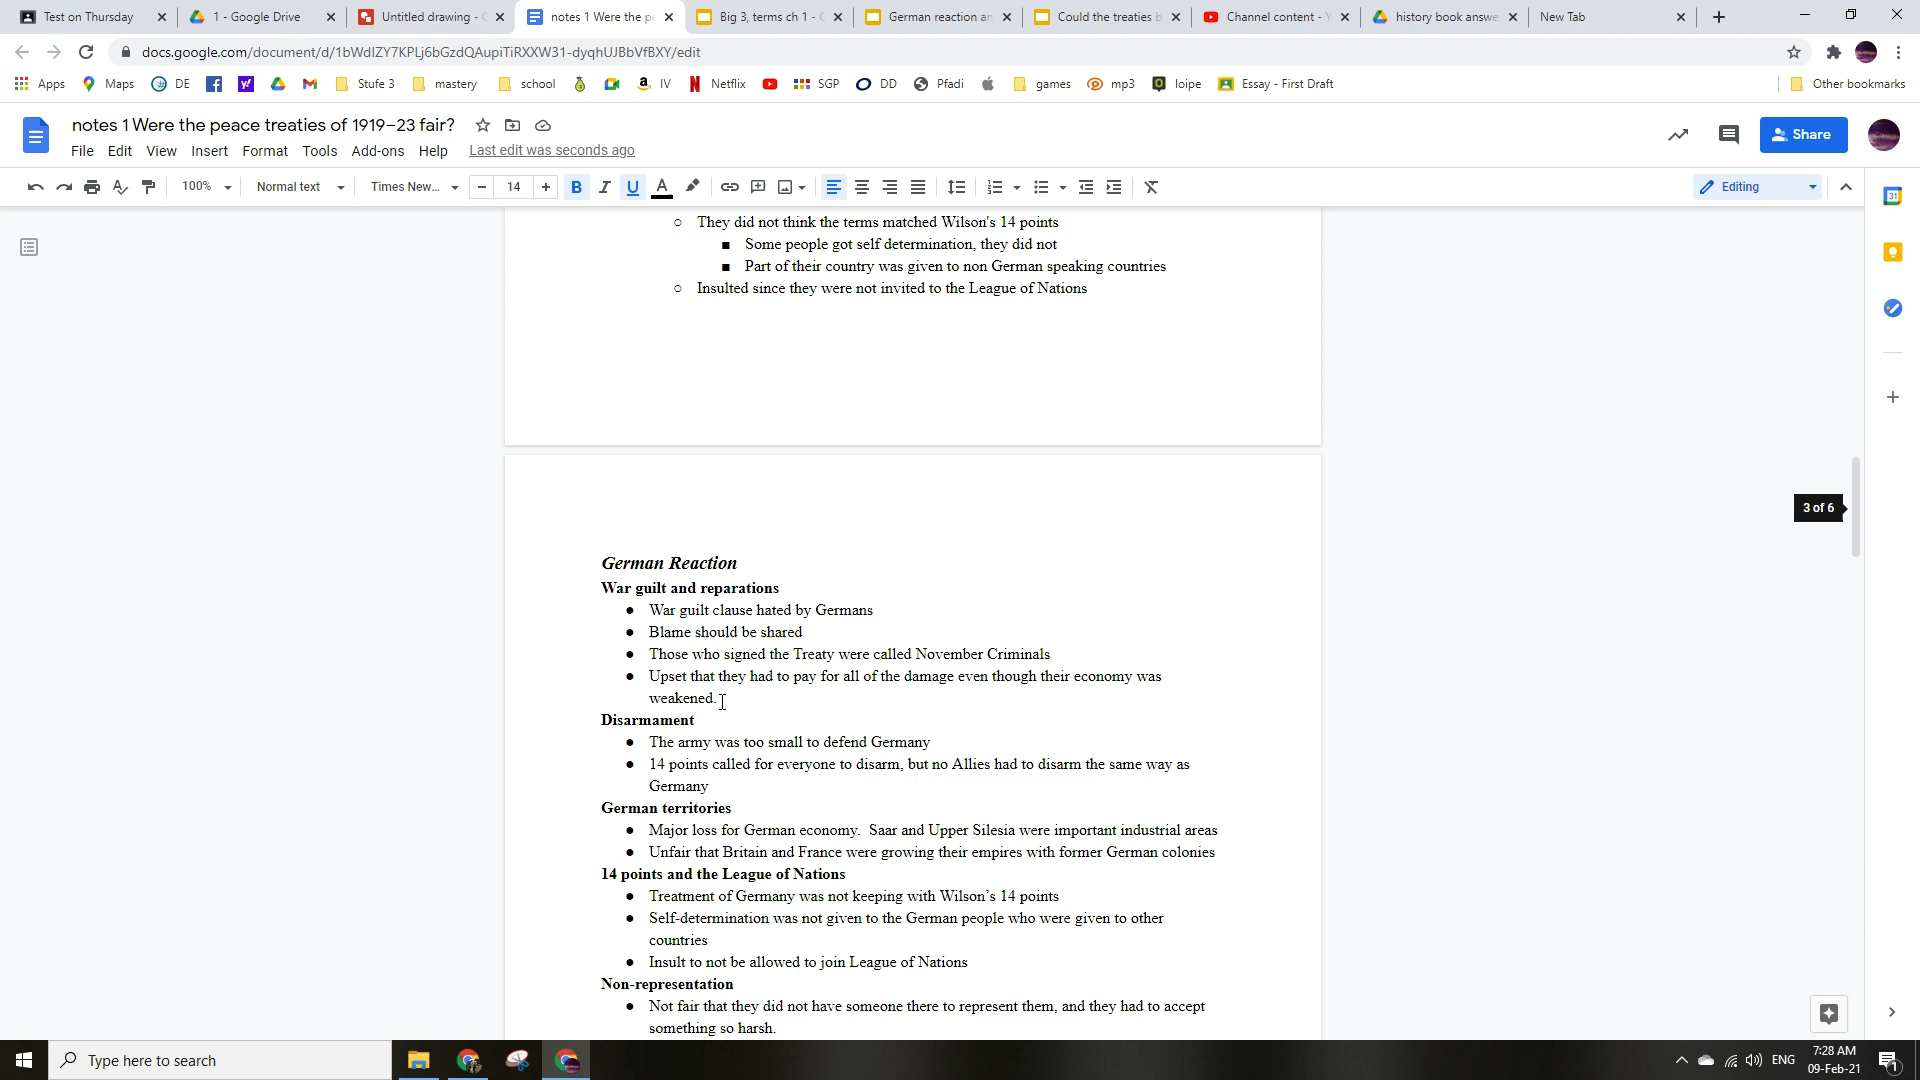 Test on Thursday
1 - Google Drive
Untitled drawing -
notes 1 Were the pe
Big 3, terms ch 1 -
German reaction an
Could the treaties b
Channel content -
history book answe
New Tab
docs.google.com/document/d/1bWdIZY7KPLj6bGzdQAupiTiRXXW31-dyqhUJBbVfBXY/edit
Apps
Maps
DE
Stufe 3
mastery
school
IV
Netflix
SGP
DD
Pfadi
games
mp3
loipe
Essay - First Draft
Other bookmarks
notes 1 Were the peace treaties of 1919–23 fair?
Share
File Edit View Insert Format Tools Add-ons Help Last edit was seconds ago
100% Normal text Times New... − 14 + B I U A Editing
31
○ They did not think the terms matched Wilson's 14 points
■ Some people got self determination, they did not
■ Part of their country was given to non German speaking countries
○ Insulted since they were not invited to the League of Nations
3 of 6
German Reaction
War guilt and reparations
● War guilt clause hated by Germans
● Blame should be shared
● Those who signed the Treaty were called November Criminals
● Upset that they had to pay for all of the damage even though their economy was
weakened.
Disarmament
● The army was too small to defend Germany
● 14 points called for everyone to disarm, but no Allies had to disarm the same way as
Germany
German territories
● Major loss for German economy.  Saar and Upper Silesia were important industrial areas
● Unfair that Britain and France were growing their empires with former German colonies
14 points and the League of Nations
● Treatment of Germany was not keeping with Wilson’s 14 points
● Self-determination was not given to the German people who were given to other
countries
● Insult to not be allowed to join League of Nations
Non-representation
● Not fair that they did not have someone there to represent them, and they had to accept
something so harsh.
Type here to search
ENG
7:28 AM
09-Feb-21
1